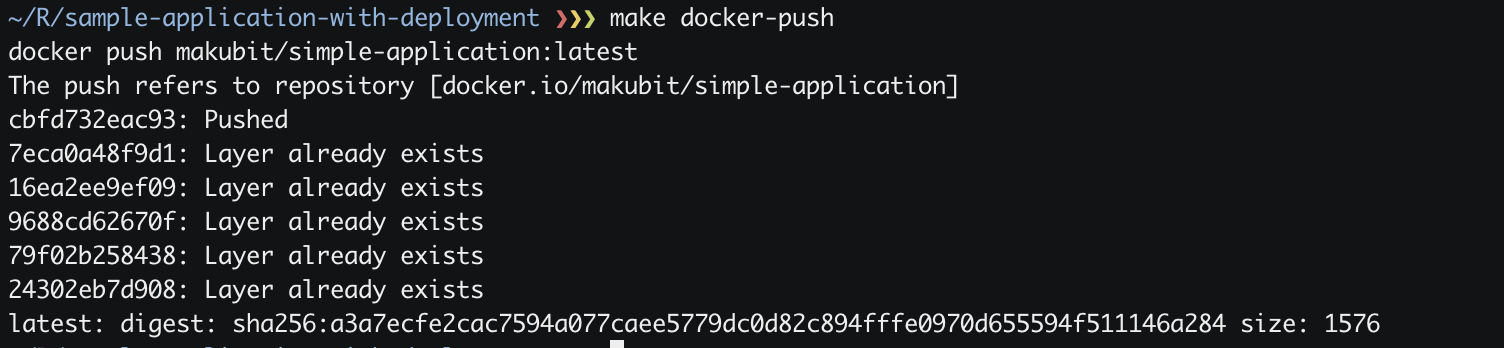 ~/R/sample-application-with-deployment ❯❯❯ make docker-push
docker push makubit/simple-application:latest
The push refers to repository [docker.io/makubit/simple-application]
cbfd732eac93: Pushed
7eca0a48f9d1: Layer already exists
16ea2ee9ef09: Layer already exists
9688cd62670f: Layer already exists
79f02b258438: Layer already exists
24302eb7d908: Layer already exists
latest: digest: sha256:a3a7ecfe2cac7594a077caee5779dc0d82c894fffe0970d655594f511146a284 size: 1576